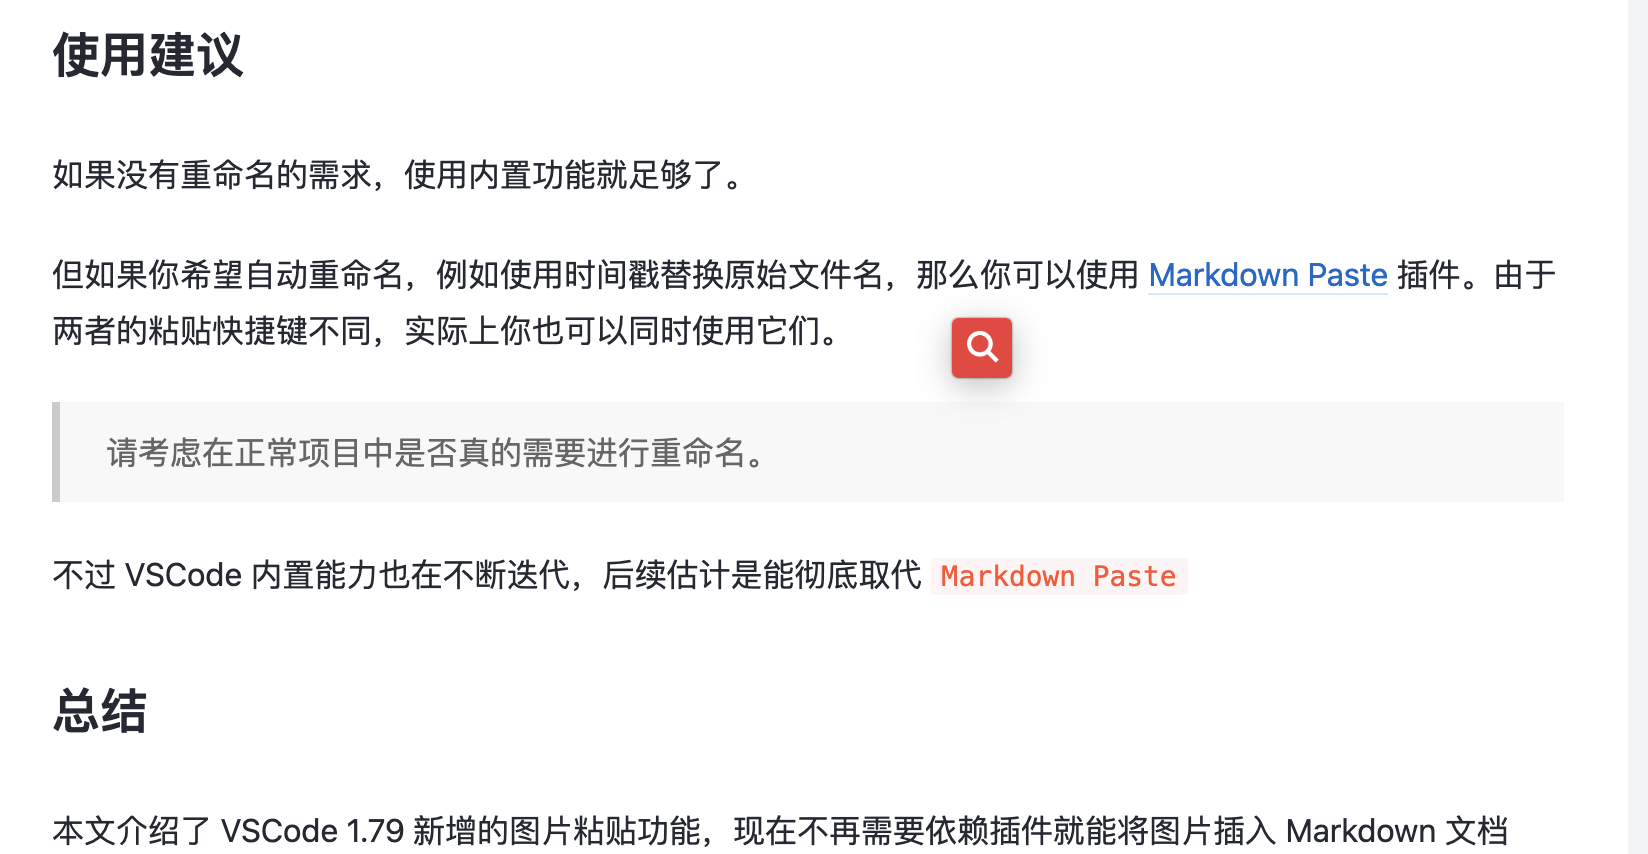 使用建议
如果没有重命名的需求，使用内置功能就足够了。
但如果你希望自动重命名，例如使用时间戳替换原始文件名，那么你可以使用 Markdown Paste 插件。由于
两者的粘贴快捷键不同，实际上你也可以同时使用它们。
请考虑在正常项目中是否真的需要进行重命名。
不过 VSCode 内置能力也在不断迭代，后续估计是能彻底取代 Markdown Paste
总结
本文介绍了 VSCode 1.79 新增的图片粘贴功能，现在不再需要依赖插件就能将图片插入 Markdown 文档